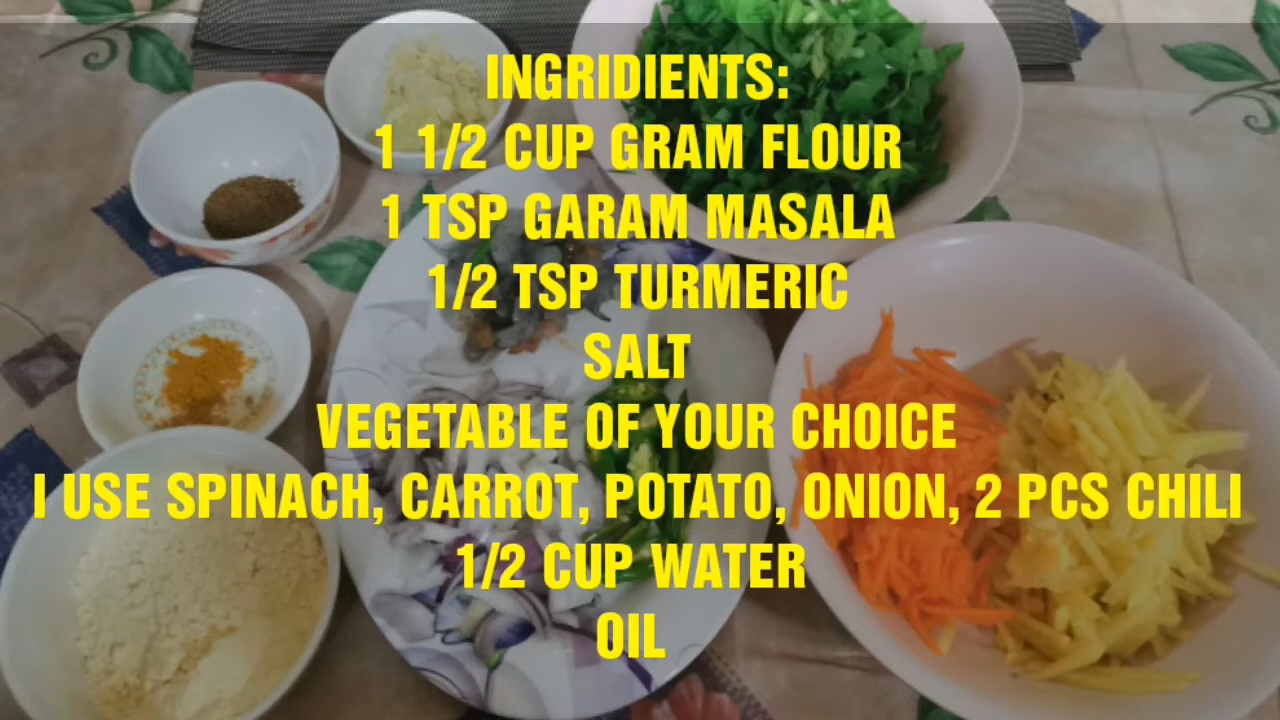 INGRIDIENTS:
1 1/2 CUP GRAM FLOUR
1 TSP GARAM MASALA
1/2 TSP TURMERIC
SALT
VEGETABLE OF YOUR CHOICE
I USE SPINACH, CARROT, POTATO, ONION, 2 PCS CHILI
1/2 CUP WATER
OIL